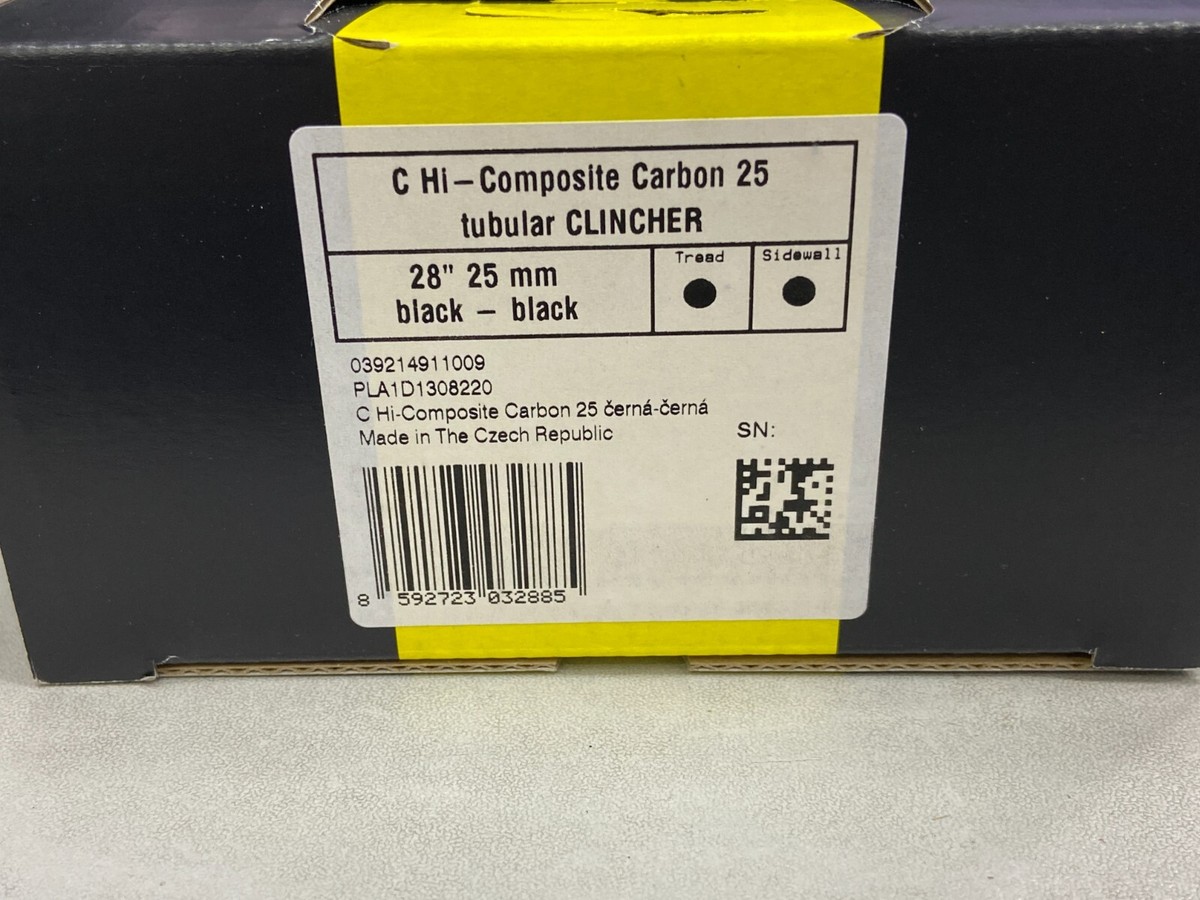 C Hi-Composite Carbon 25
tubular CLINCHER
28" 25 mm
black - black
Tread
Sidewall
039214911009
PLA1D1308220
C Hi-Composite Carbon 25 černá-černá
Made in The Czech Republic
SN:
8 592723 032885